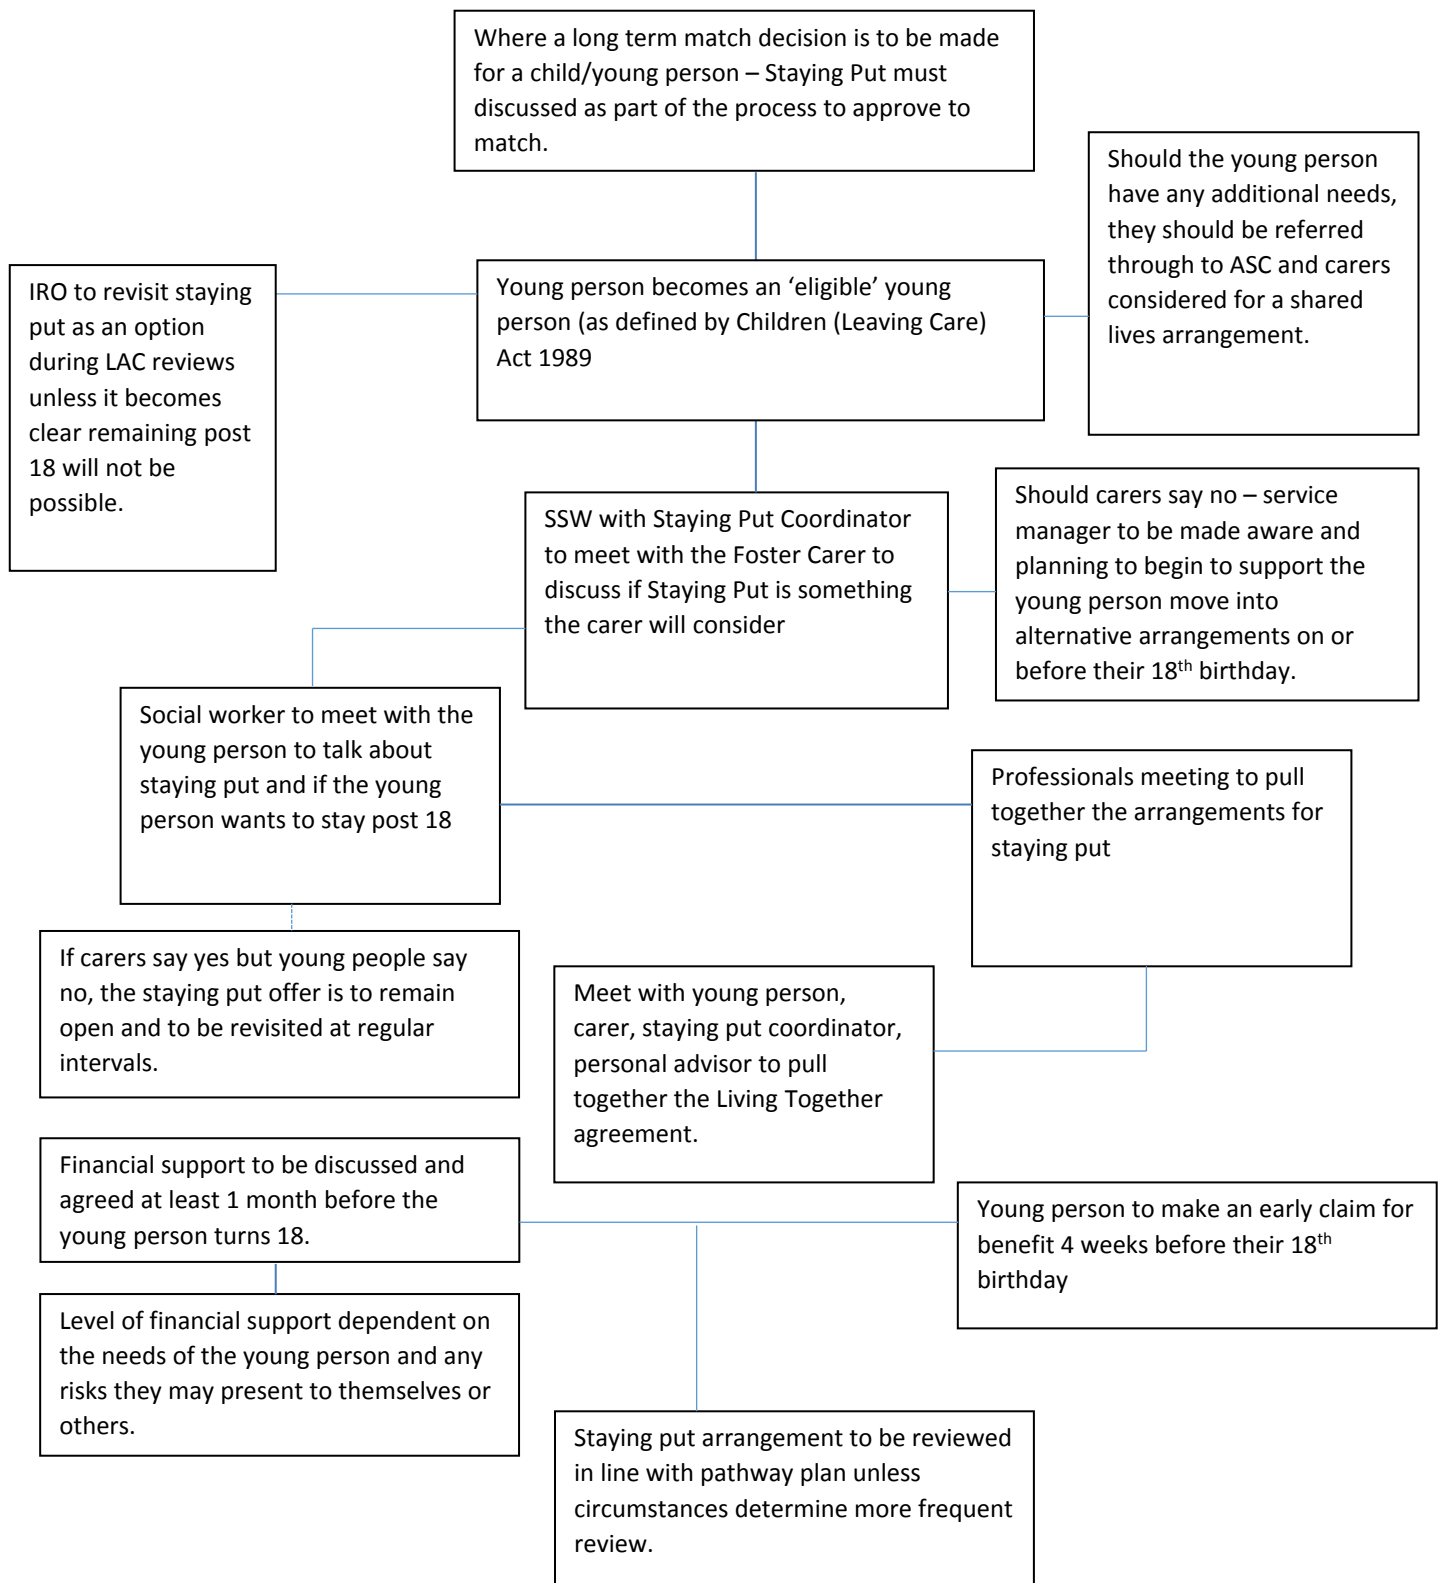 Where a long term match decision is to be made
for a child/young person – Staying Put must
discussed as part of the process to approve to
match.
Should the young person
have any additional needs,
they should be referred
through to ASC and carers
considered for a shared
lives arrangement.
IRO to revisit staying
put as an option
during LAC reviews
unless it becomes
clear remaining post
18 will not be
possible.
Young person becomes an ‘eligible’ young
person (as defined by Children (Leaving Care)
Act 1989
SSW with Staying Put Coordinator
to meet with the Foster Carer to
discuss if Staying Put is something
the carer will consider
Should carers say no – service
manager to be made aware and
planning to begin to support the
young person move into
alternative arrangements on or
before their 18th birthday.
Social worker to meet with the
young person to talk about
staying put and if the young
person wants to stay post 18
Professionals meeting to pull
together the arrangements for
staying put
If carers say yes but young people say
no, the staying put offer is to remain
open and to be revisited at regular
intervals.
Meet with young person,
carer, staying put coordinator,
personal advisor to pull
together the Living Together
agreement.
Financial support to be discussed and
agreed at least 1 month before the
young person turns 18.
Young person to make an early claim for
benefit 4 weeks before their 18th
birthday
Level of financial support dependent on
the needs of the young person and any
risks they may present to themselves or
others.
Staying put arrangement to be reviewed
in line with pathway plan unless
circumstances determine more frequent
review.